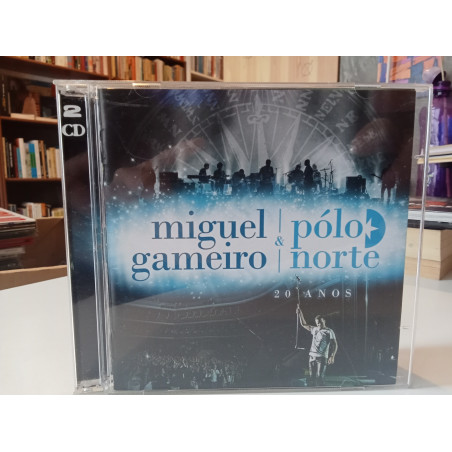 2
CD
miguel
gameiro
&
pólo
norte
20 ANOS